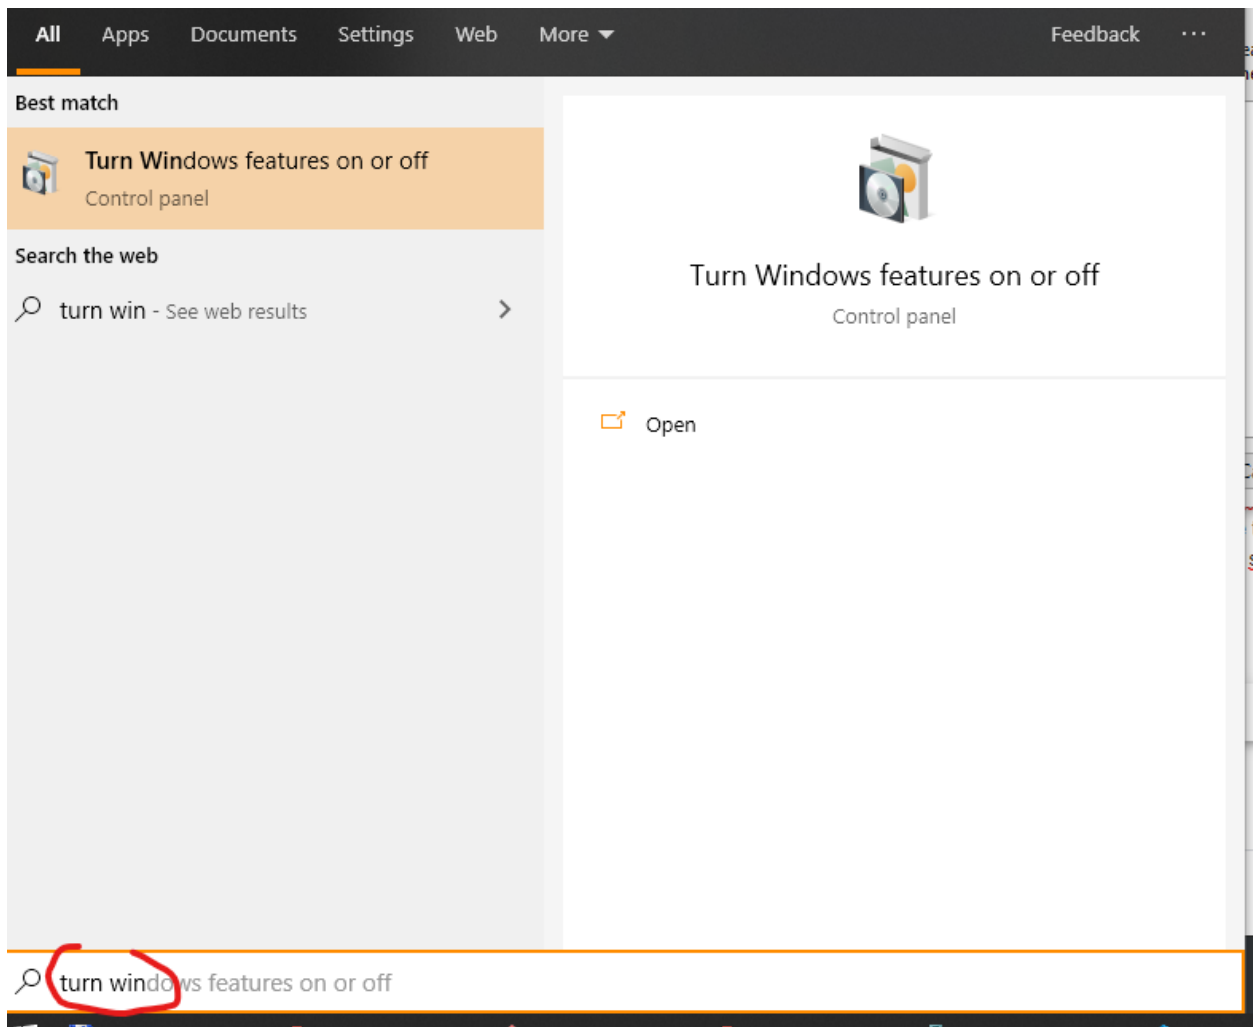 All Apps Documents Settings Web More Feedback ...
Best match
Turn Windows features on or off
Control panel
Search the web
turn win - See web results
Turn Windows features on or off
Control panel
Open
turn windows features on or off